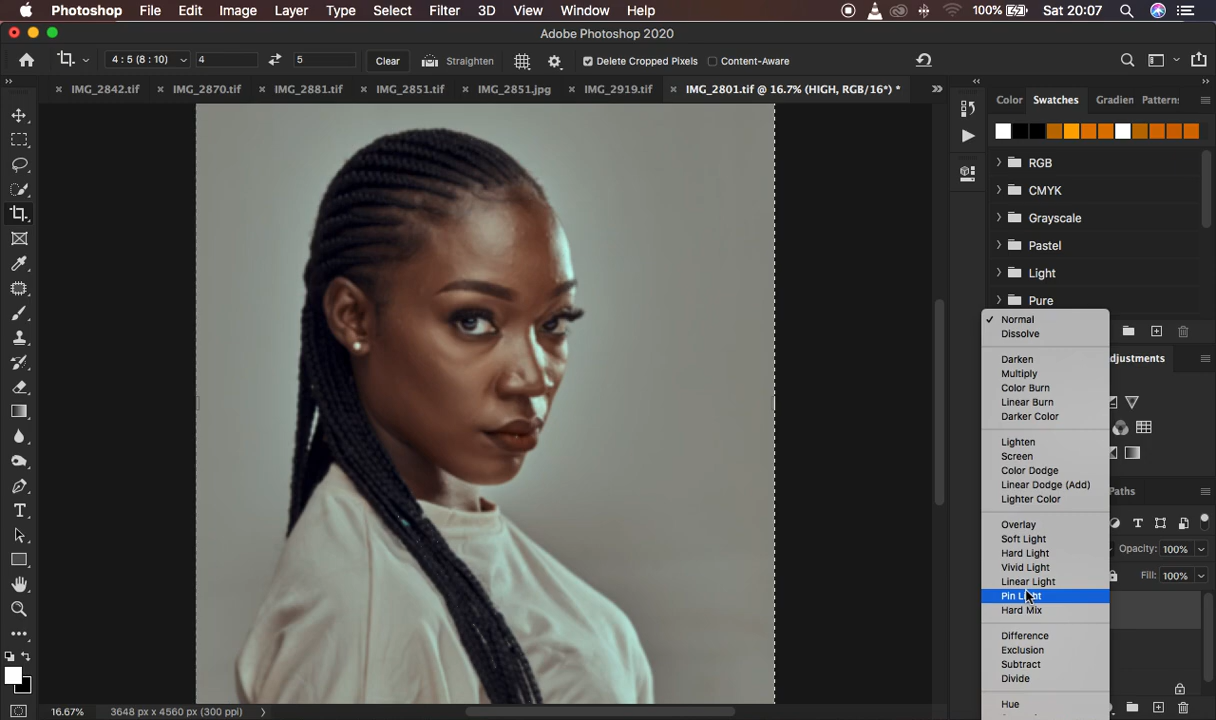 Photoshop File Edit Image Layer Type Select Filter 3D View Window Help 100% Sat 20:07
Adobe Photoshop 2020
4 : 5 (8 : 10) 4 5 Clear Straighten Delete Cropped Pixels Content-Aware
IMG_2842.tif IMG_2870.tif IMG_2881.tif IMG_2851.tif IMG_2851.jpg IMG_2919.tif IMG_2801.tif @ 16.7% (HIGH, RGB/16*) *
Color Swatches Gradien Pattern:
RGB
CMYK
Grayscale
Pastel
Light
Pure
Normal
Dissolve
djustments
Darken
Multiply
Color Burn
Linear Burn
Darker Color
Lighten
Screen
Color Dodge
Linear Dodge (Add)
Paths
Lighter Color
Overlay
Soft Light
Opacity: 100%
Hard Light
Vivid Light
Fill: 100%
Linear Light
Pin Light
Hard Mix
Difference
Exclusion
Subtract
Divide
Hue
16.67% 3648 px x 4560 px (300 ppi)